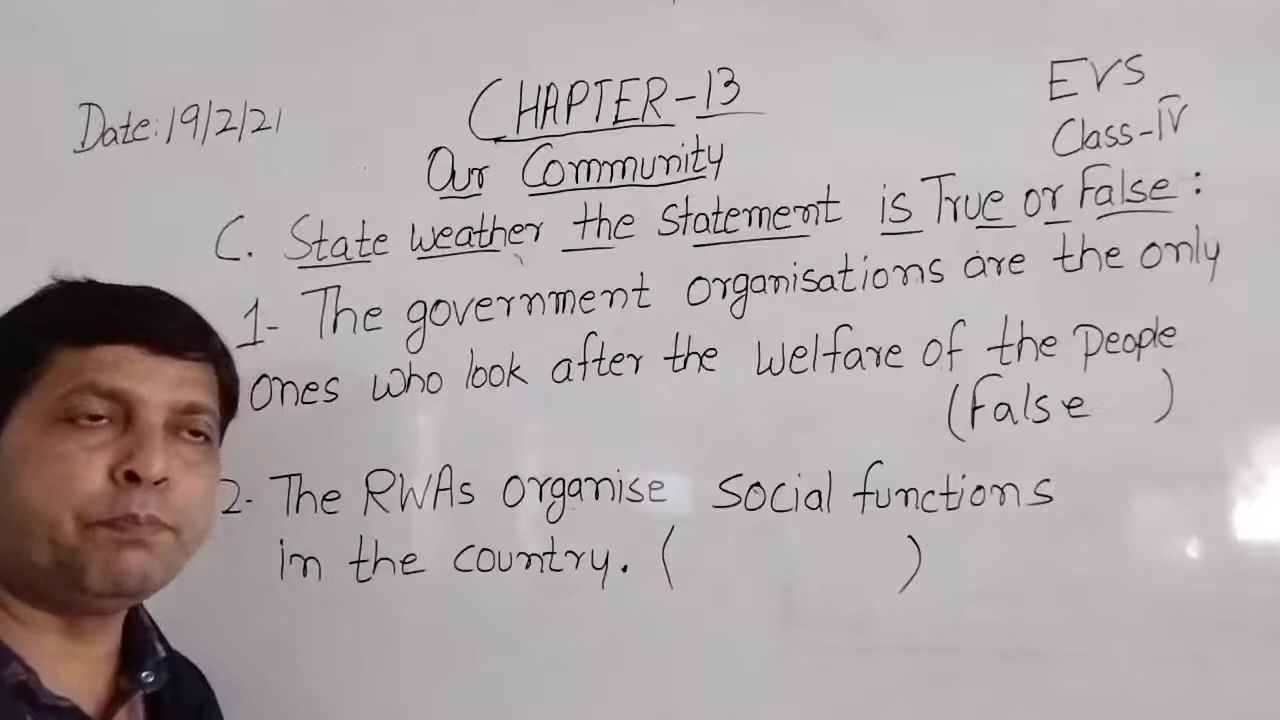 Date: 19/2/21
CHAPTER-13
EVS
Class-IV
Our Community
C. State weather the Statement is True or False:
1- The government organisations are the only
ones who look after the welfare of the People
(False )
2- The RWAs organise Social functions
in the country. ( )